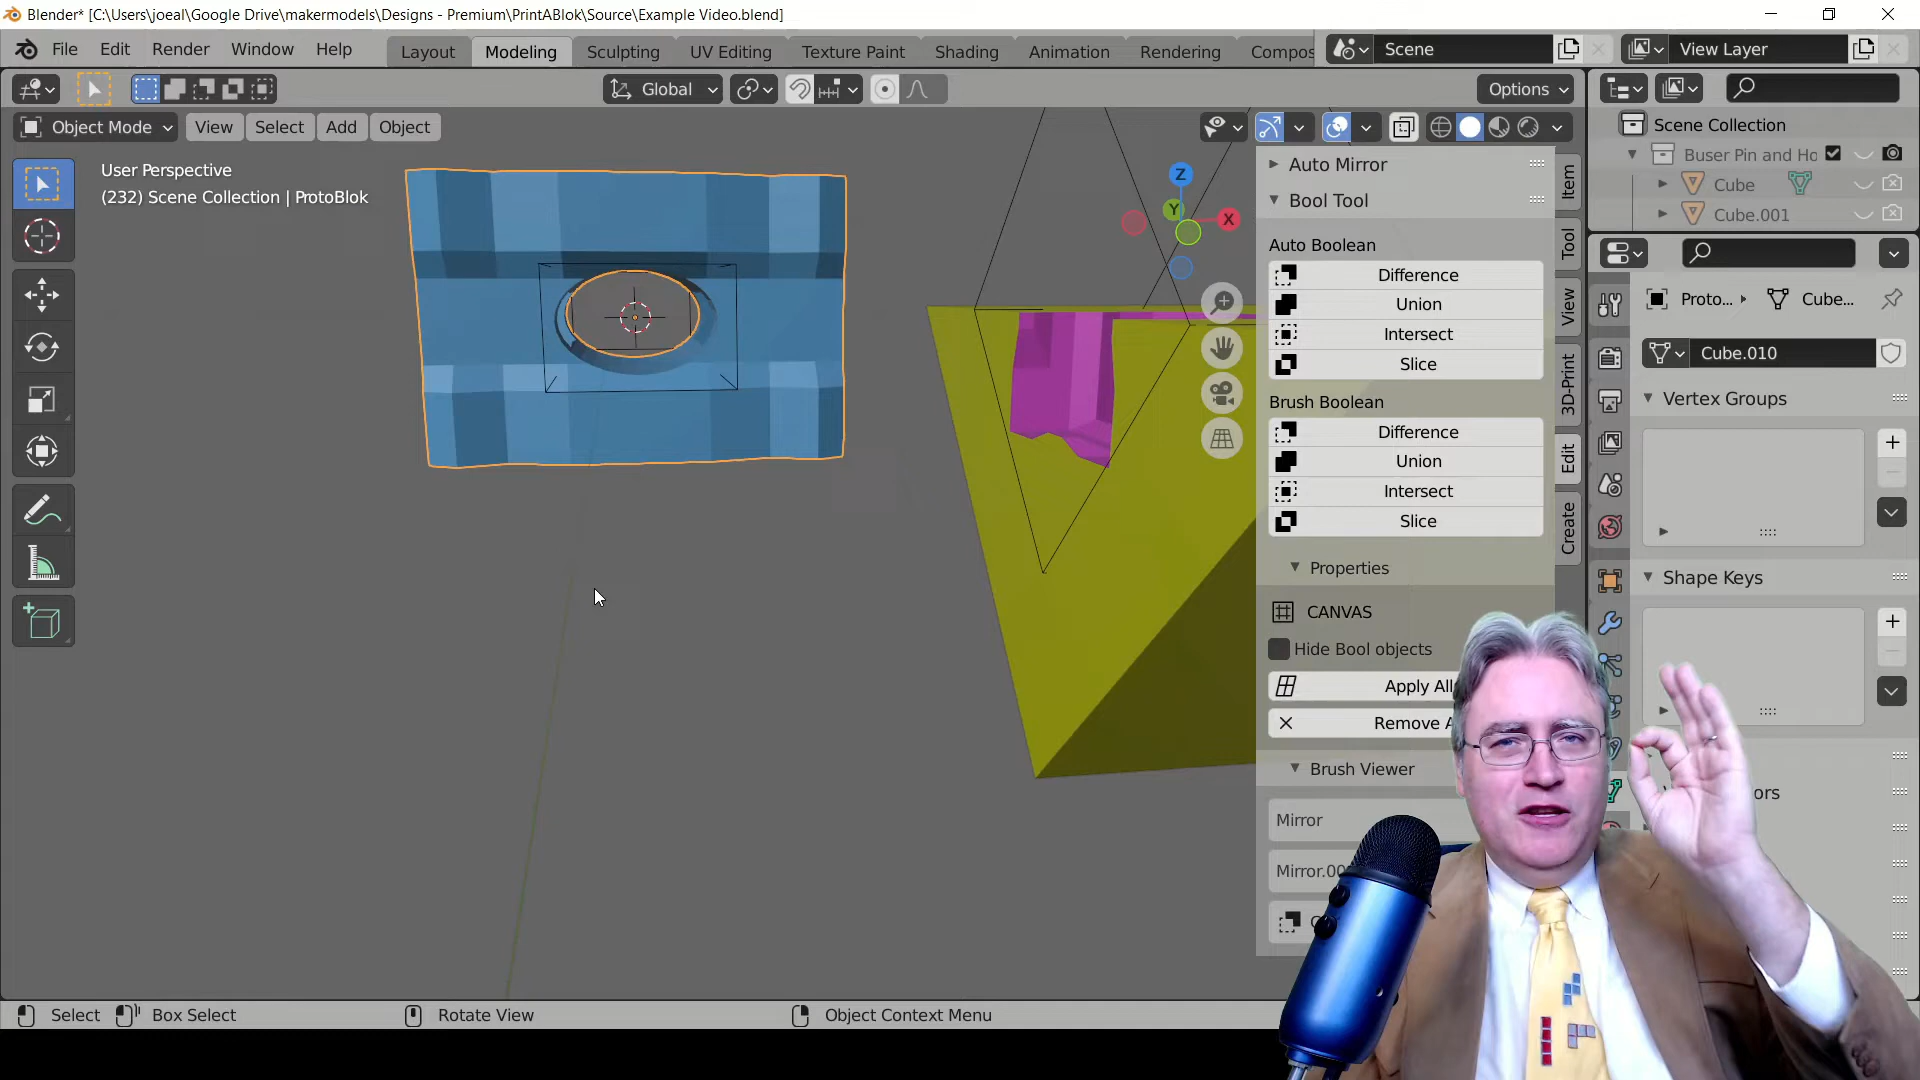 Blender* [C:\Users\joeal\Google Drive\makermodels\Designs - Premium\PrintABlok\Source\Example Video.blend]
File Edit Render Window Help Layout Modeling Sculpting UV Editing Texture Paint Shading Animation Rendering Compos Scene View Layer
Global Options
Object Mode View Select Add Object
User Perspective
(232) Scene Collection | ProtoBlok
Z
Y
X
Auto Mirror
Bool Tool
Auto Boolean
Difference
Union
Intersect
Slice
Brush Boolean
Difference
Union
Intersect
Slice
Properties
CANVAS
Hide Bool objects
Apply All
Remove A
Brush Viewer
Mirror
Mirror.00
Item
Tool
View
3D-Print
Edit
Create
Scene Collection
Buser Pin and Ho
Cube
Cube.001
Proto... Cube...
Cube.010
Vertex Groups
Shape Keys
ors
Select Box Select Rotate View Object Context Menu